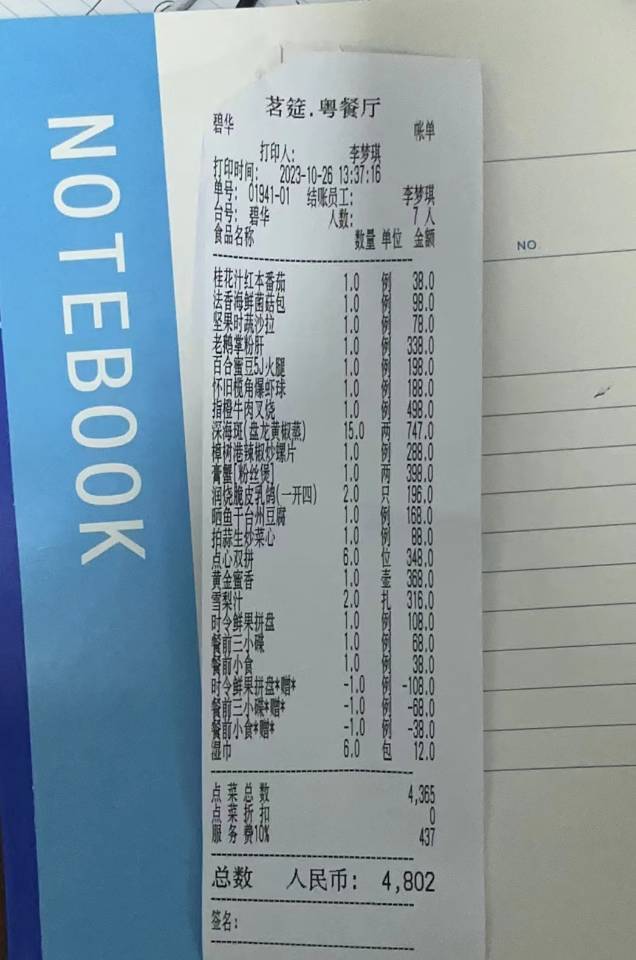 NOTEBOOK
NO.
茗筵.粤餐厅
碧华 帐单
打印人: 李梦琪
打印时间: 2023-10-26 13:37:16
单号: 01941-01 结账员工: 李梦琪
台号: 碧华 人数: 7 人
食品名称 数量 单位 金额
桂花汁红本番茄 1.0 例 38.0
法香海鲜菌菇包 1.0 例 98.0
坚果时蔬沙拉 1.0 例 78.0
老鹅掌粉肝 1.0 例 338.0
百合蜜豆5J火腿 1.0 例 198.0
怀旧榄角爆虾球 1.0 例 188.0
指橙牛肉叉烧 1.0 例 498.0
深海斑(盘龙黄椒蒸) 15.0 两 747.0
樟树港辣椒炒螺片 1.0 例 288.0
膏蟹[粉丝煲] 1.0 两 398.0
润烧脆皮乳鸽(一开四) 2.0 只 196.0
晒鱼干台州豆腐 1.0 例 168.0
拍蒜生炒菜心 1.0 例 88.0
点心双拼 6.0 位 348.0
黄金蜜香 1.0 壶 368.0
雪梨汁 2.0 扎 316.0
时令鲜果拼盘 1.0 例 108.0
餐前三小碟 1.0 例 68.0
餐前小食 1.0 例 38.0
时令鲜果拼盘*赠* -1.0 例 -108.0
餐前三小碟*赠* -1.0 例 -68.0
餐前小食*赠* -1.0 例 -38.0
湿巾 6.0 包 12.0
点菜总数 4,365
点菜折扣 0
服务费10% 437
总数 人民币: 4,802
签名: